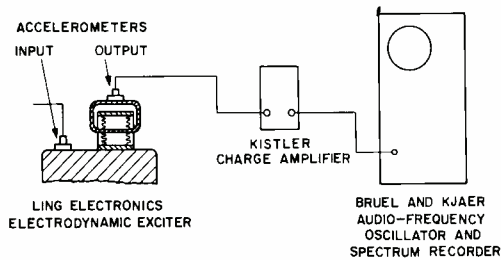 ACCELEROMETERS
INPUT OUTPUT
KISTLER
CHARGE AMPLIFIER
LING ELECTRONICS
ELECTRODYNAMIC EXCITER
BRUEL AND KJAER
AUDIO-FREQUENCY
OSCILLATOR AND
SPECTRUM RECORDER